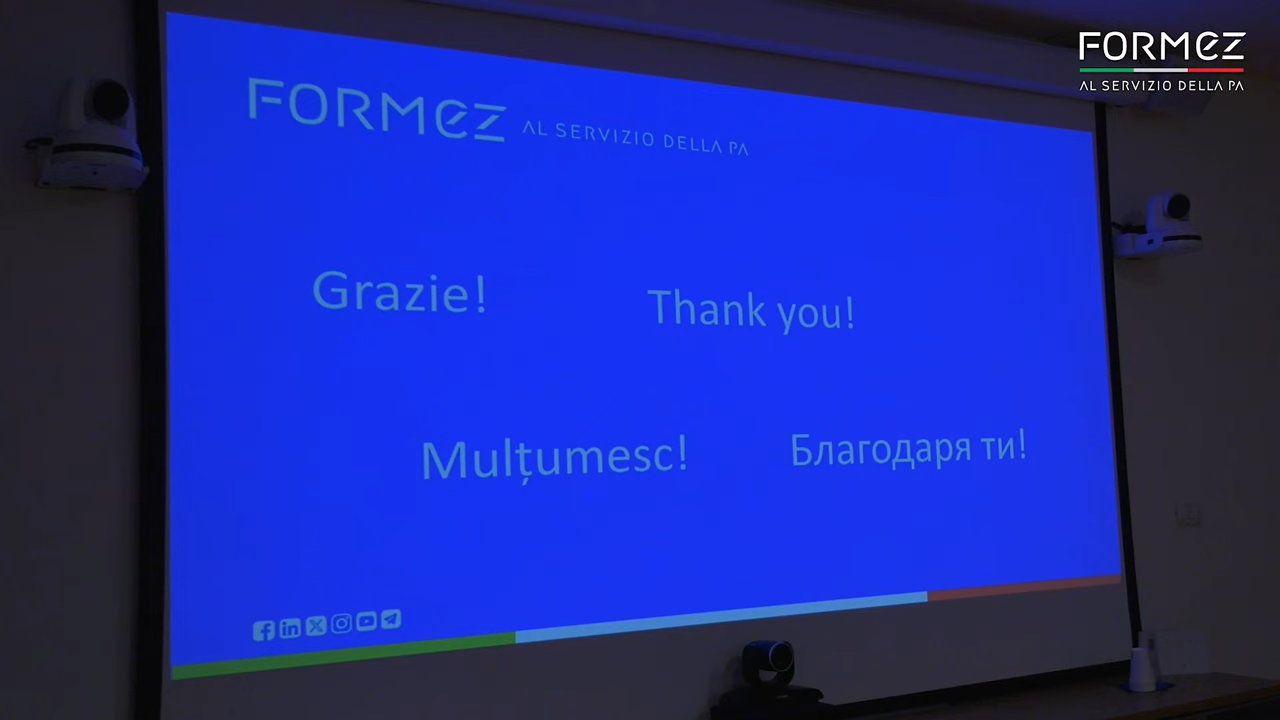 FORMEZ
AL SERVIZIO DELLA PA
FORMEZ AL SERVIZIO DELLA PA
Grazie!
Thank you!
Mulțumesc!
Благодаря ти!